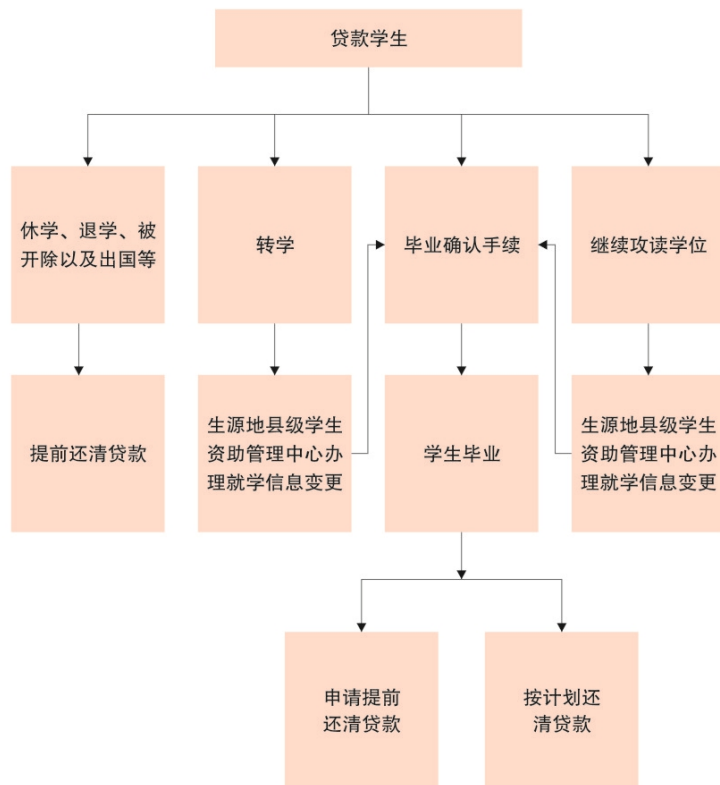 贷款学生
休学、退学、被
开除以及出国等
转学
毕业确认手续
继续攻读学位
提前还清贷款
生源地县级学生
资助管理中心办
理就学信息变更
学生毕业
生源地县级学生
资助管理中心办
理就学信息变更
申请提前
还清贷款
按计划还
清贷款